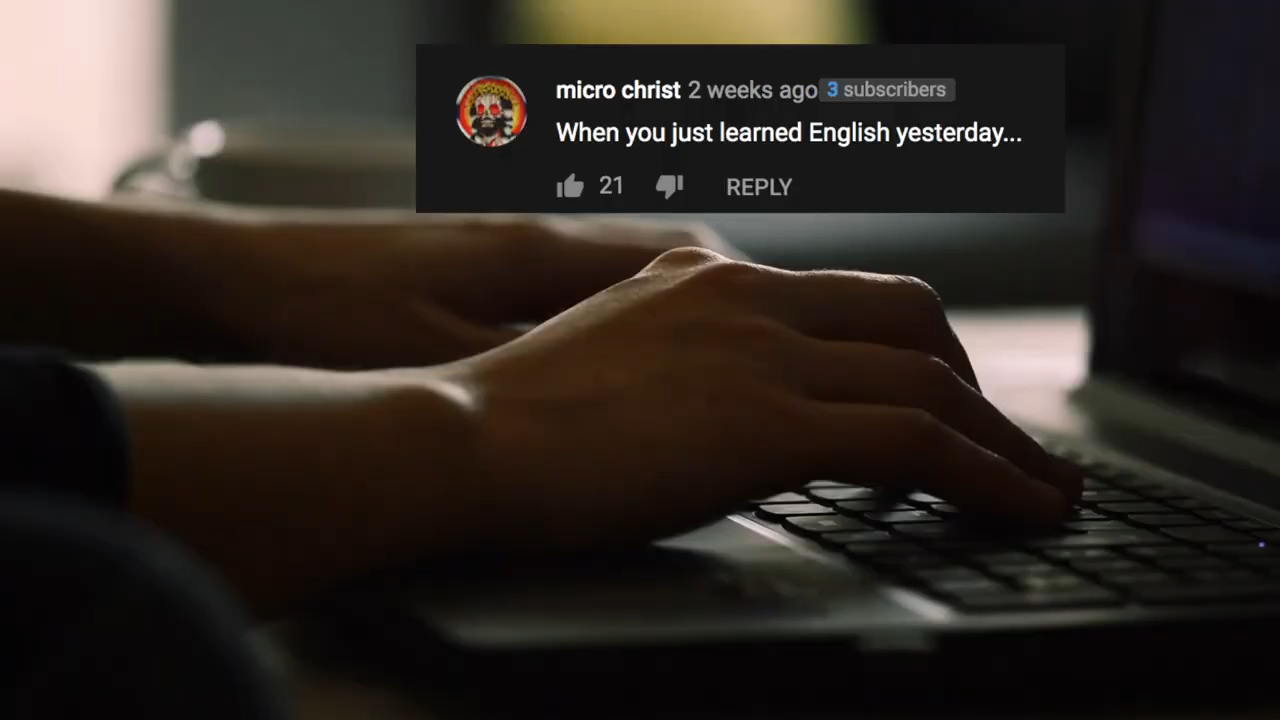 micro christ 2 weeks ago 3 subscribers
When you just learned English yesterday...
21 REPLY